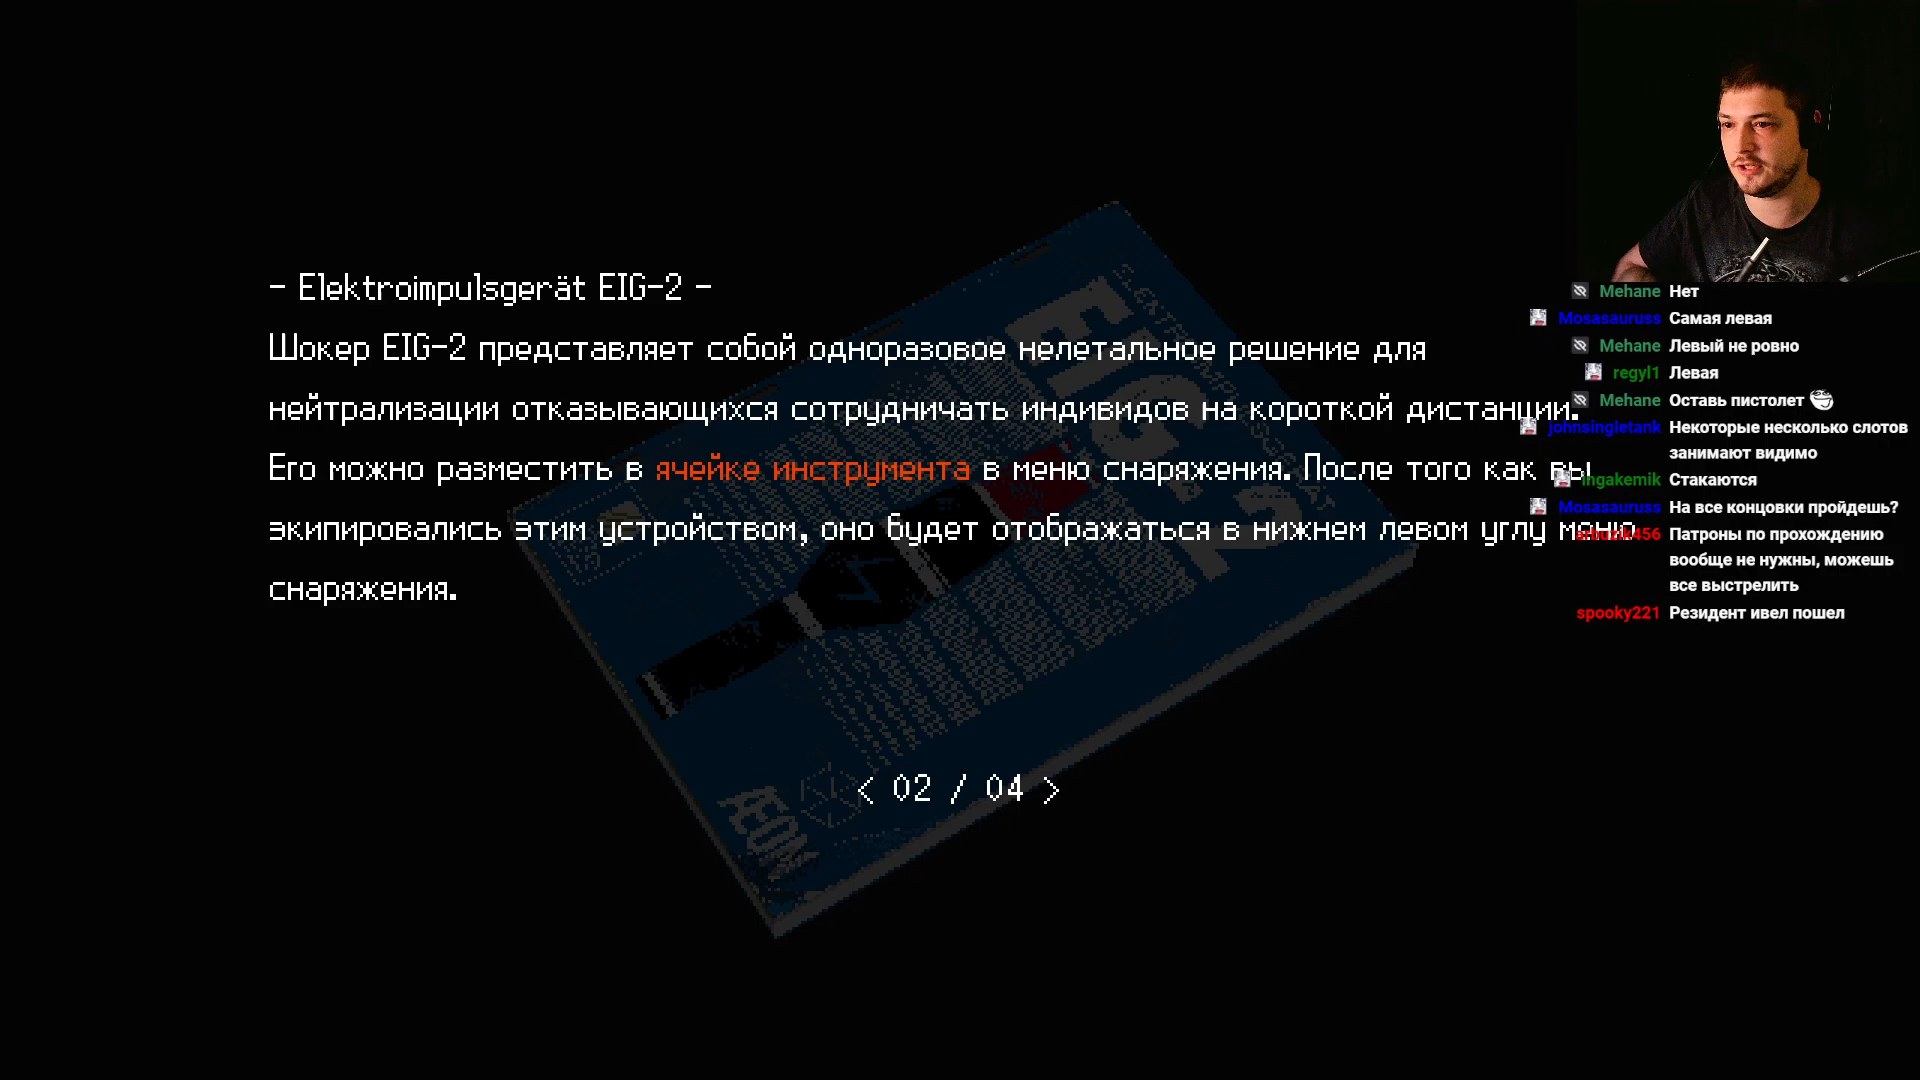 - Elektroimpulsgerät EIG-2 -
Шокер EIG-2 представляет собой одноразовое нелетальное решение для
нейтрализации отказывающихся сотрудничать индивидов на короткой дистанции.
Его можно разместить в ячейке инструмента в меню снаряжения. После того как вы
экипировались этим устройством, оно будет отображаться в нижнем левом углу меню
снаряжения.
< 02 / 04 >
EIG-2
ÆON
Mehane Нет
Mosasauruss Самая левая
Mehane Левый не ровно
regyl1 Левая
Mehane Оставь пистолет
johnsingletank Некоторые несколько слотов
занимают видимо
ingakemik Стакаются
Mosasauruss На все концовки пройдешь?
arbuzik456 Патроны по прохождению
вообще не нужны, можешь
все выстрелить
spooky221 Резидент ивел пошел